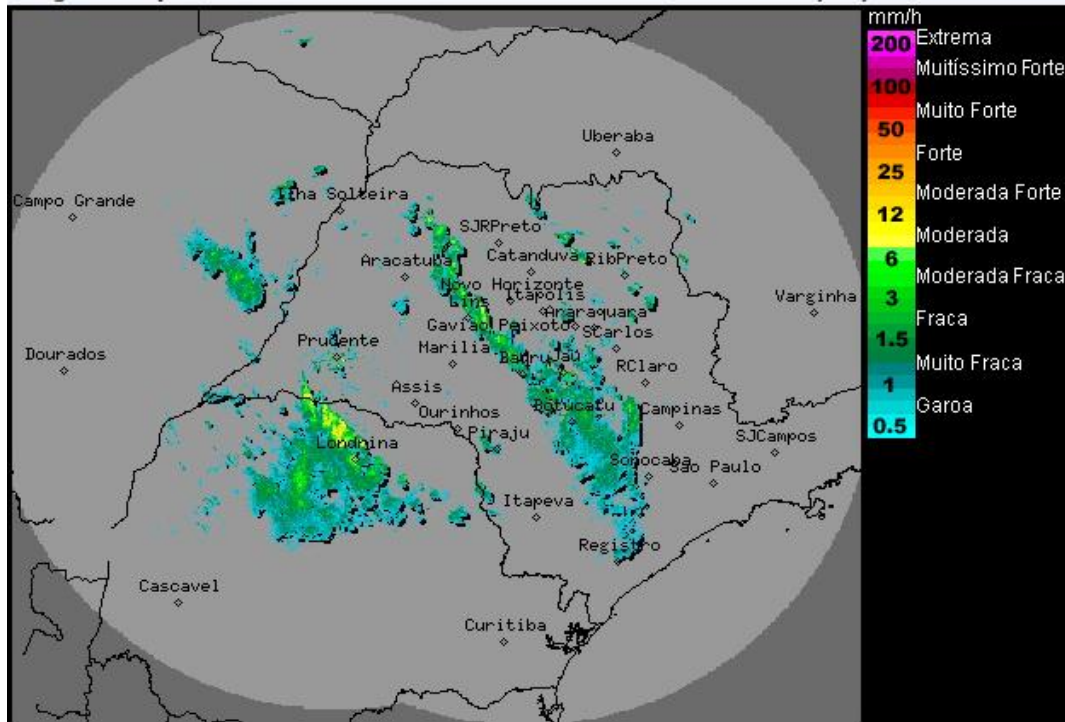 mm/h
200 Extrema
Muitíssimo Forte
100
Muito Forte
50
Forte
25
Moderada Forte
12
Moderada
6
Moderada Fraca
3
Fraca
1.5
Muito Fraca
1
Garoa
0.5
Uberaba
Campo Grande
Ilha Solteira
SJRPreto
Aracatuba
Catanduva
RibPreto
Novo Horizonte
Itapolis
Lins
Araraquara
Varginha
Gavião Peixoto
SCarlos
Dourados
Prudente
Marilia
Bauru
Jaú
RClaro
Assis
Ourinhos
Botucatu
Campinas
Piraju
Londrina
SJCampos
Sorocaba
Sao Paulo
Itapeva
Registro
Cascavel
Curitiba